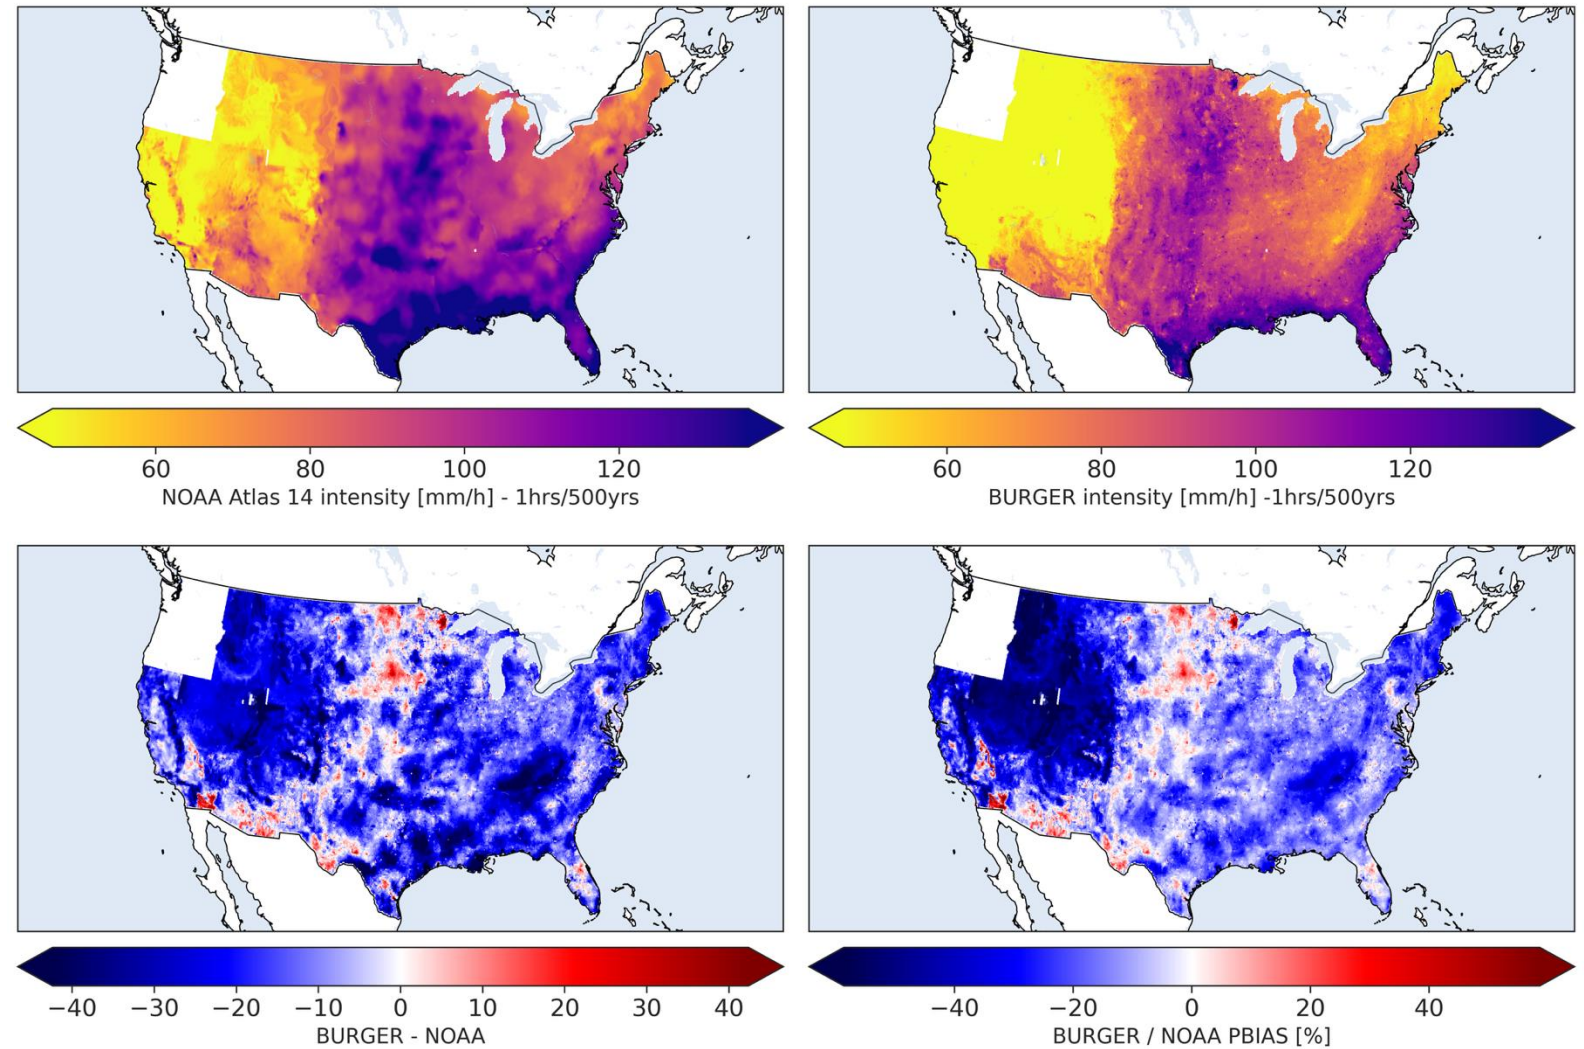 60 80 100 120
NOAA Atlas 14 intensity [mm/h] - 1hrs/500yrs
60 80 100 120
BURGER intensity [mm/h] -1hrs/500yrs
−40 −30 −20 −10 0 10 20 30 40
BURGER - NOAA
−40 −20 0 20 40
BURGER / NOAA PBIAS [%]